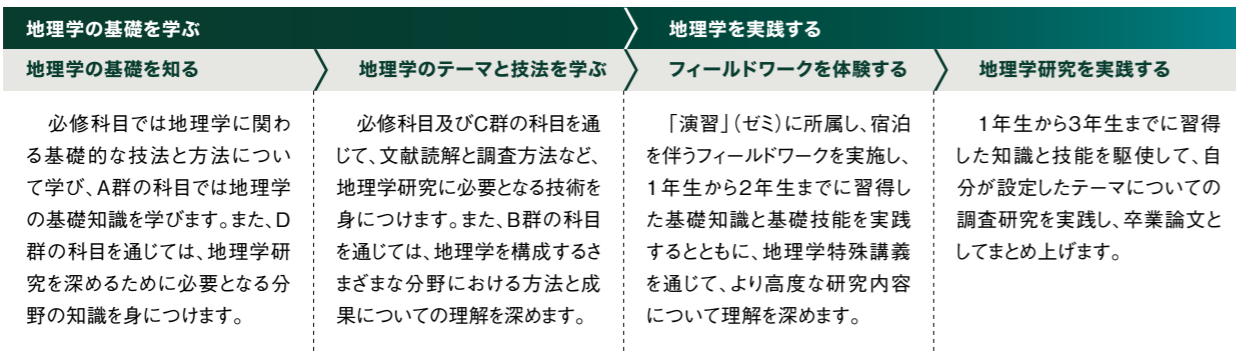 地理学の基礎を学ぶ
地理学を実践する
地理学の基礎を知る
地理学のテーマと技法を学ぶ
フィールドワークを体験する
地理学研究を実践する
必修科目では地理学に関わ
る基礎的な技法と方法につい
て学び、A群の科目では地理学
の基礎知識を学びます。また、D
群の科目を通じては、地理学研
究を深めるために必要となる分
野の知識を身につけます。
必修科目及びC群の科目を通
じて、文献読解と調査方法など、
地理学研究に必要となる技術を
身につけます。また、B群の科目
を通じては、地理学を構成するさ
まざまな分野における方法と成
果についての理解を深めます。
「演習」(ゼミ)に所属し、宿泊
を伴うフィールドワークを実施し、
1年生から2年生までに習得し
た基礎知識と基礎技能を実践
するとともに、地理学特殊講義
を通じて、より高度な研究内容
について理解を深めます。
1年生から3年生までに習得
した知識と技能を駆使して、自
分が設定したテーマについての
調査研究を実践し、卒業論文と
してまとめ上げます。